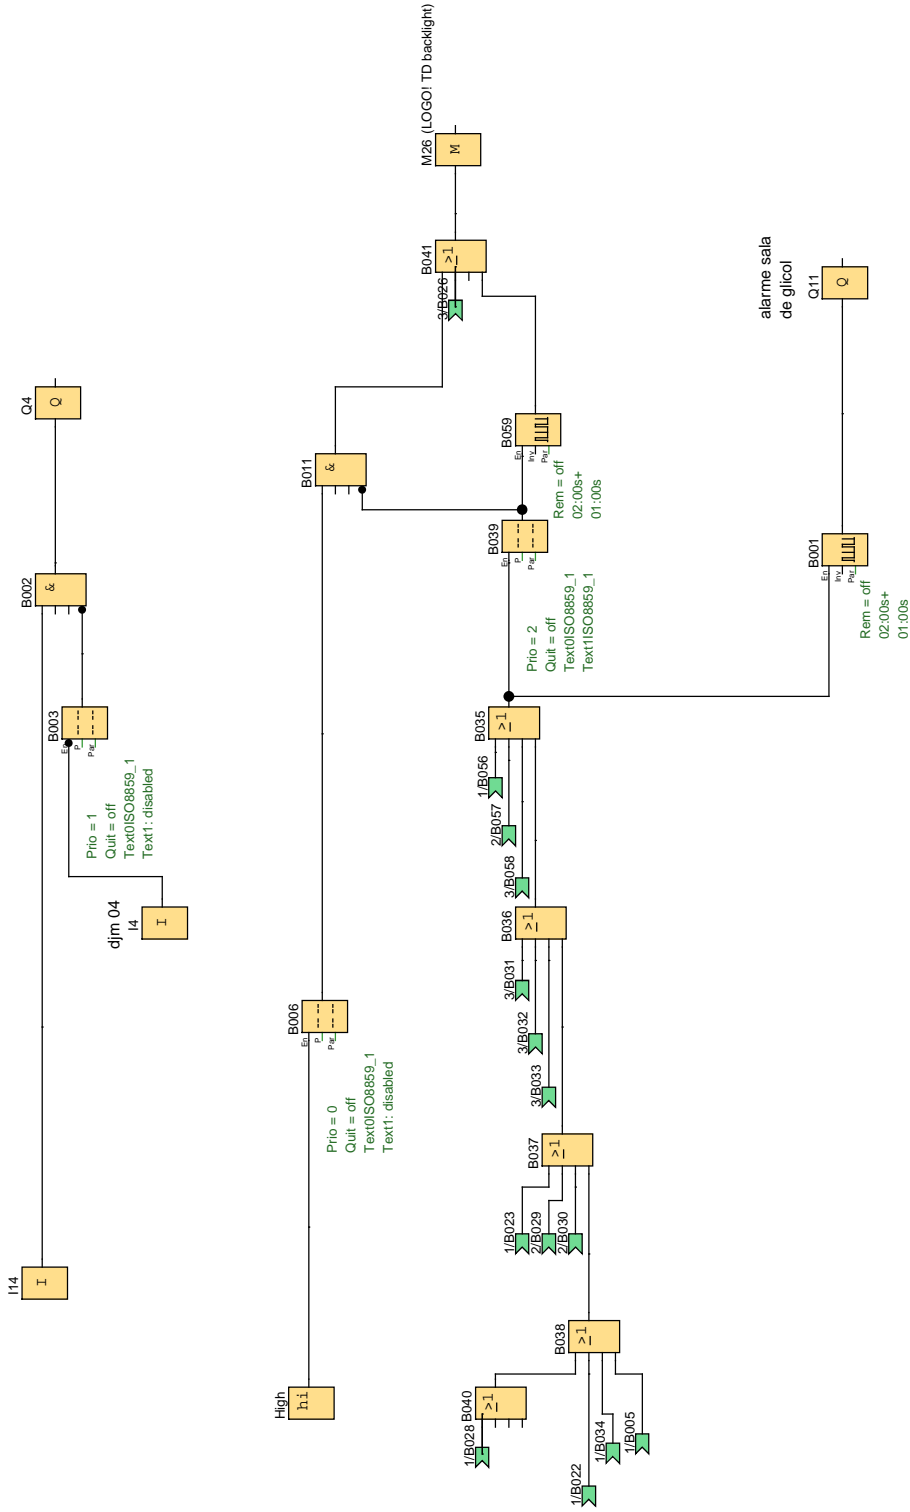 I14
I
B002
&
Q4
Q
djm 04
I4
I
B003
En
P
Par
Prio = 1
Quit = off
Text0ISO8859_1
Text1: disabled
High
hi
B006
En
P
Par
Prio = 0
Quit = off
Text0ISO8859_1
Text1: disabled
B011
&
B041
>1
3/B026
M26 (LOGO! TD backlight)
M
B059
En
Inv
Par
Rem = off
02:00s+
01:00s
B039
En
P
Par
Prio = 2
Quit = off
Text0ISO8859_1
Text1ISO8859_1
B035
>1
1/B056
2/B057
3/B058
B036
>1
3/B031
3/B032
3/B033
B037
>1
1/B023
2/B029
2/B030
B038
>1
B040
>1
1/B028
1/B022
1/B034
1/B005
B001
En
Inv
Par
Rem = off
02:00s+
01:00s
alarme sala
de glicol
Q11
Q